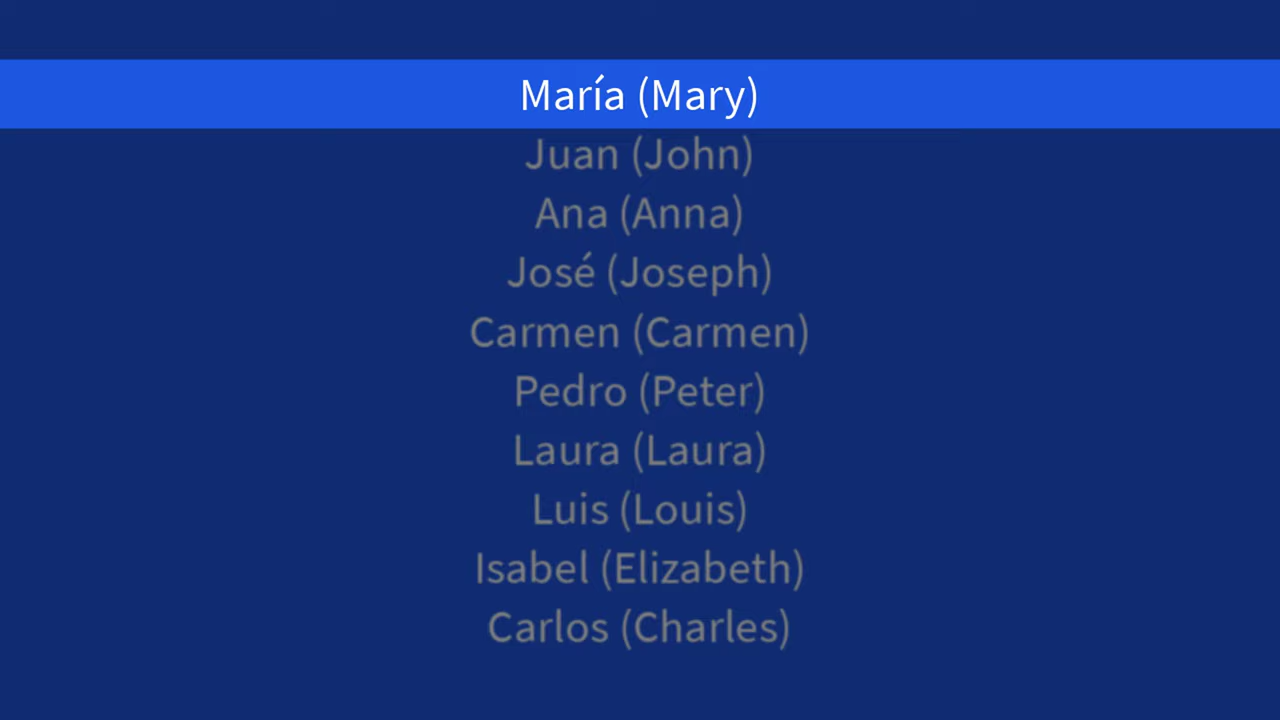 María (Mary)
Juan (John)
Ana (Anna)
José (Joseph)
Carmen (Carmen)
Pedro (Peter)
Laura (Laura)
Luis (Louis)
Isabel (Elizabeth)
Carlos (Charles)